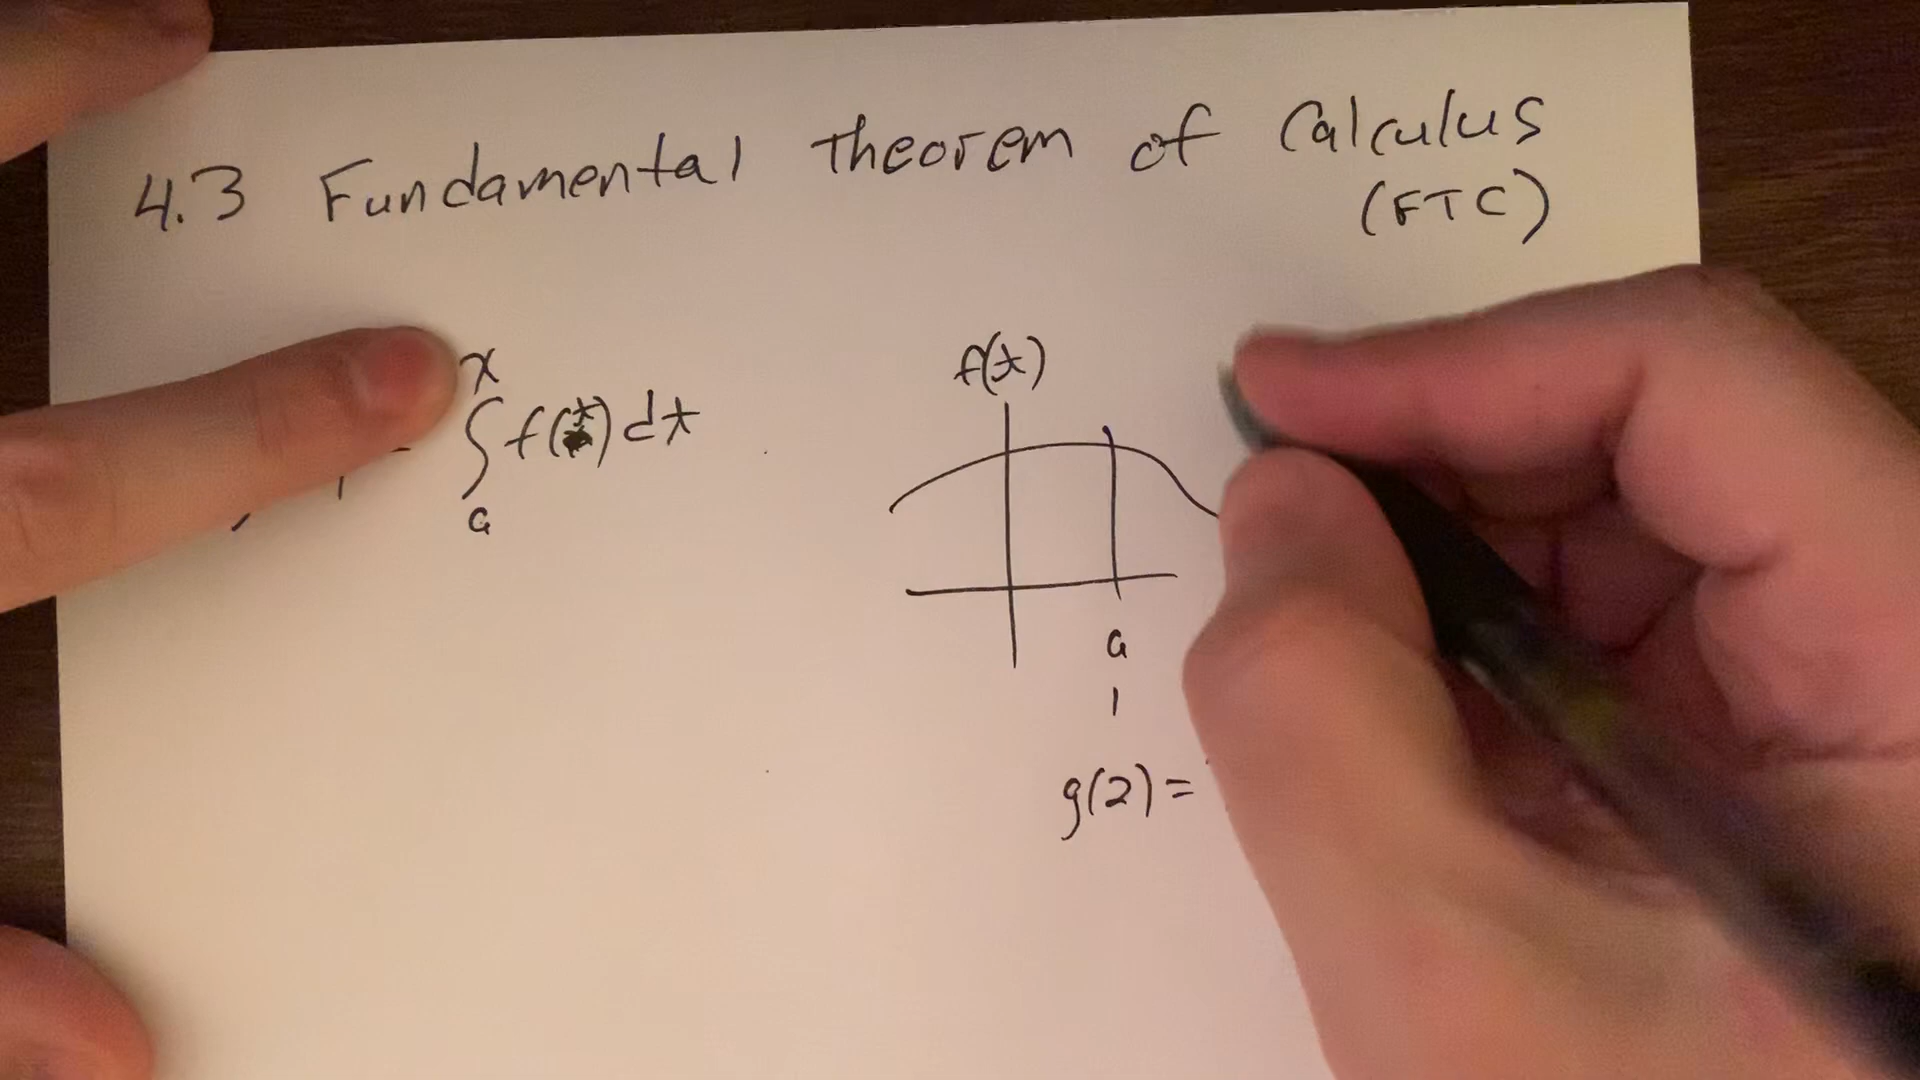 4.3 Fundamental theorem of Calculus
(FTC)
x
∫ f(t) dt
a
f(t)
a
1
g(2) =